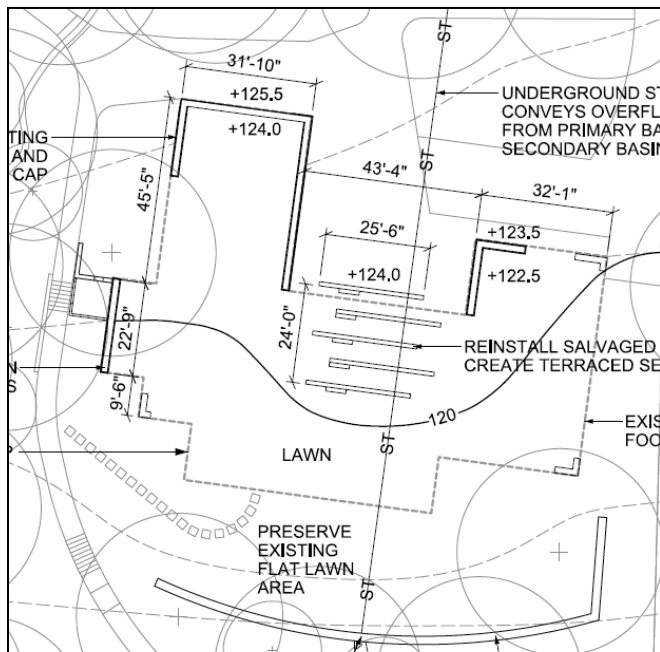 ST
31'-10"
+125.5
+124.0
UNDERGROUND ST
CONVEYS OVERFL
FROM PRIMARY BA
SECONDARY BASIN
TING
AND
CAP
45'-5"
ST
43'-4"
32'-1"
25'-6"
+123.5
+122.5
+124.0
22'-9"
24'-0"
REINSTALL SALVAGED
CREATE TERRACED SE
N
S
9'-6"
120
EXIS
FOO
ST
LAWN
PRESERVE
EXISTING
FLAT LAWN
AREA
ST